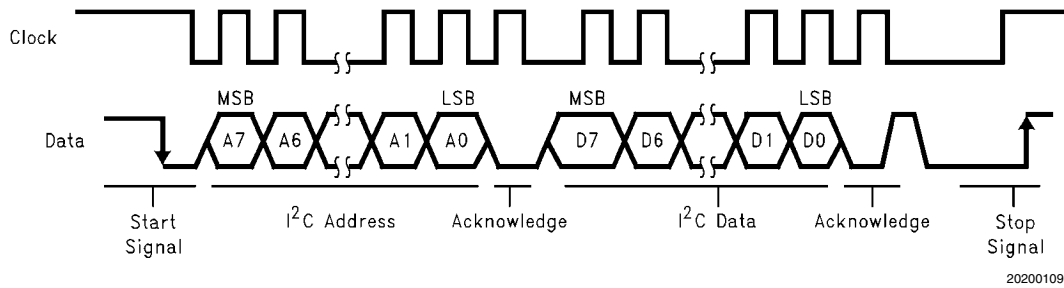 Clock
MSB LSB MSB LSB
Data A7 A6 A1 A0 D7 D6 D1 D0
Start Signal
I²C Address
Acknowledge
I²C Data
Acknowledge
Stop Signal
20200109